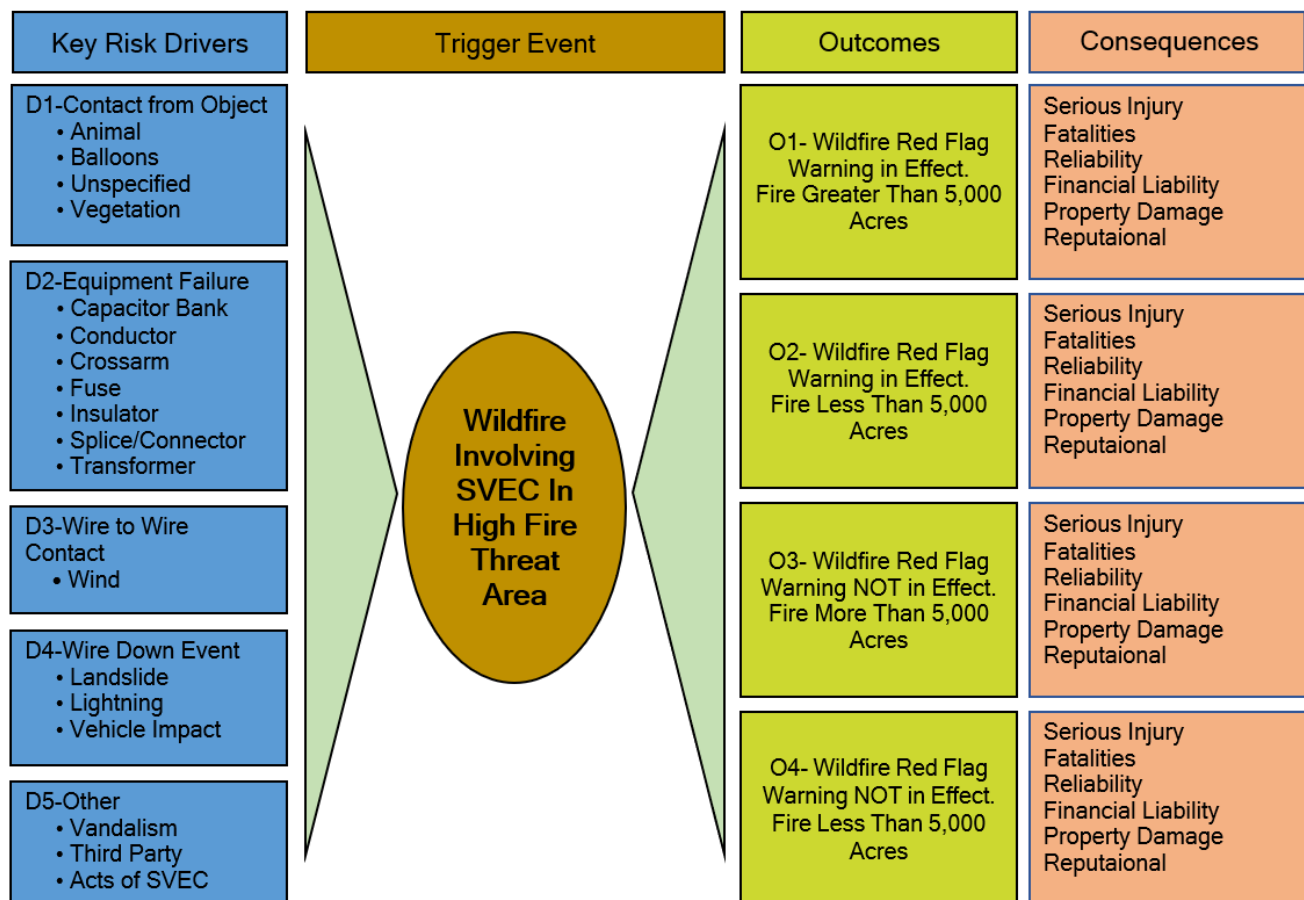 Key Risk Drivers
Trigger Event
Outcomes
Consequences
D1-Contact from Object
• Animal
• Balloons
• Unspecified
• Vegetation
D2-Equipment Failure
• Capacitor Bank
• Conductor
• Crossarm
• Fuse
• Insulator
• Splice/Connector
• Transformer
D3-Wire to Wire
Contact
• Wind
D4-Wire Down Event
• Landslide
• Lightning
• Vehicle Impact
D5-Other
• Vandalism
• Third Party
• Acts of SVEC
Wildfire
Involving
SVEC In
High Fire
Threat
Area
O1- Wildfire Red Flag
Warning in Effect.
Fire Greater Than 5,000
Acres
O2- Wildfire Red Flag
Warning in Effect.
Fire Less Than 5,000
Acres
O3- Wildfire Red Flag
Warning NOT in Effect.
Fire More Than 5,000
Acres
O4- Wildfire Red Flag
Warning NOT in Effect.
Fire Less Than 5,000
Acres
Serious Injury
Fatalities
Reliability
Financial Liability
Property Damage
Reputaional
Serious Injury
Fatalities
Reliability
Financial Liability
Property Damage
Reputaional
Serious Injury
Fatalities
Reliability
Financial Liability
Property Damage
Reputaional
Serious Injury
Fatalities
Reliability
Financial Liability
Property Damage
Reputaional